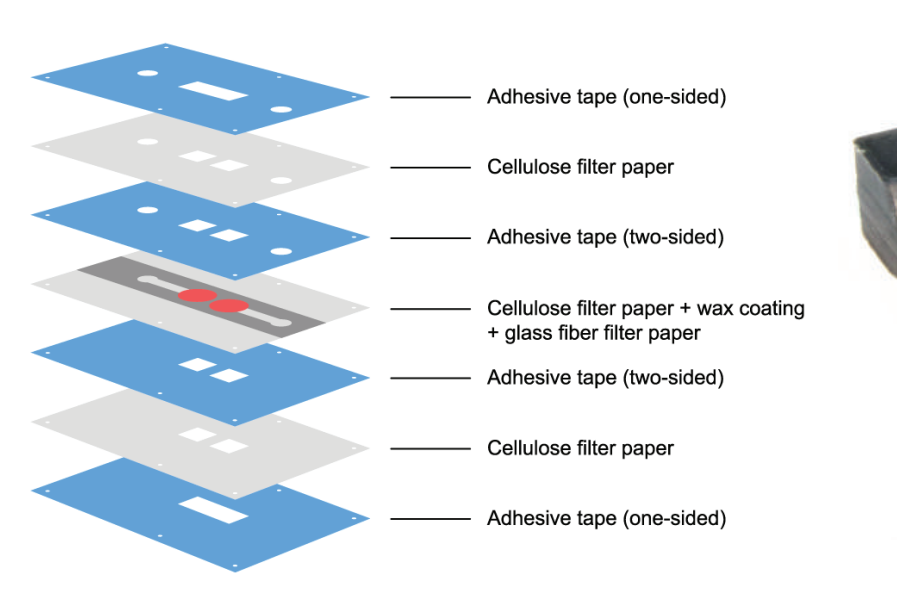 Adhesive tape (one-sided)
Cellulose filter paper
Adhesive tape (two-sided)
Cellulose filter paper + wax coating
+ glass fiber filter paper
Adhesive tape (two-sided)
Cellulose filter paper
Adhesive tape (one-sided)